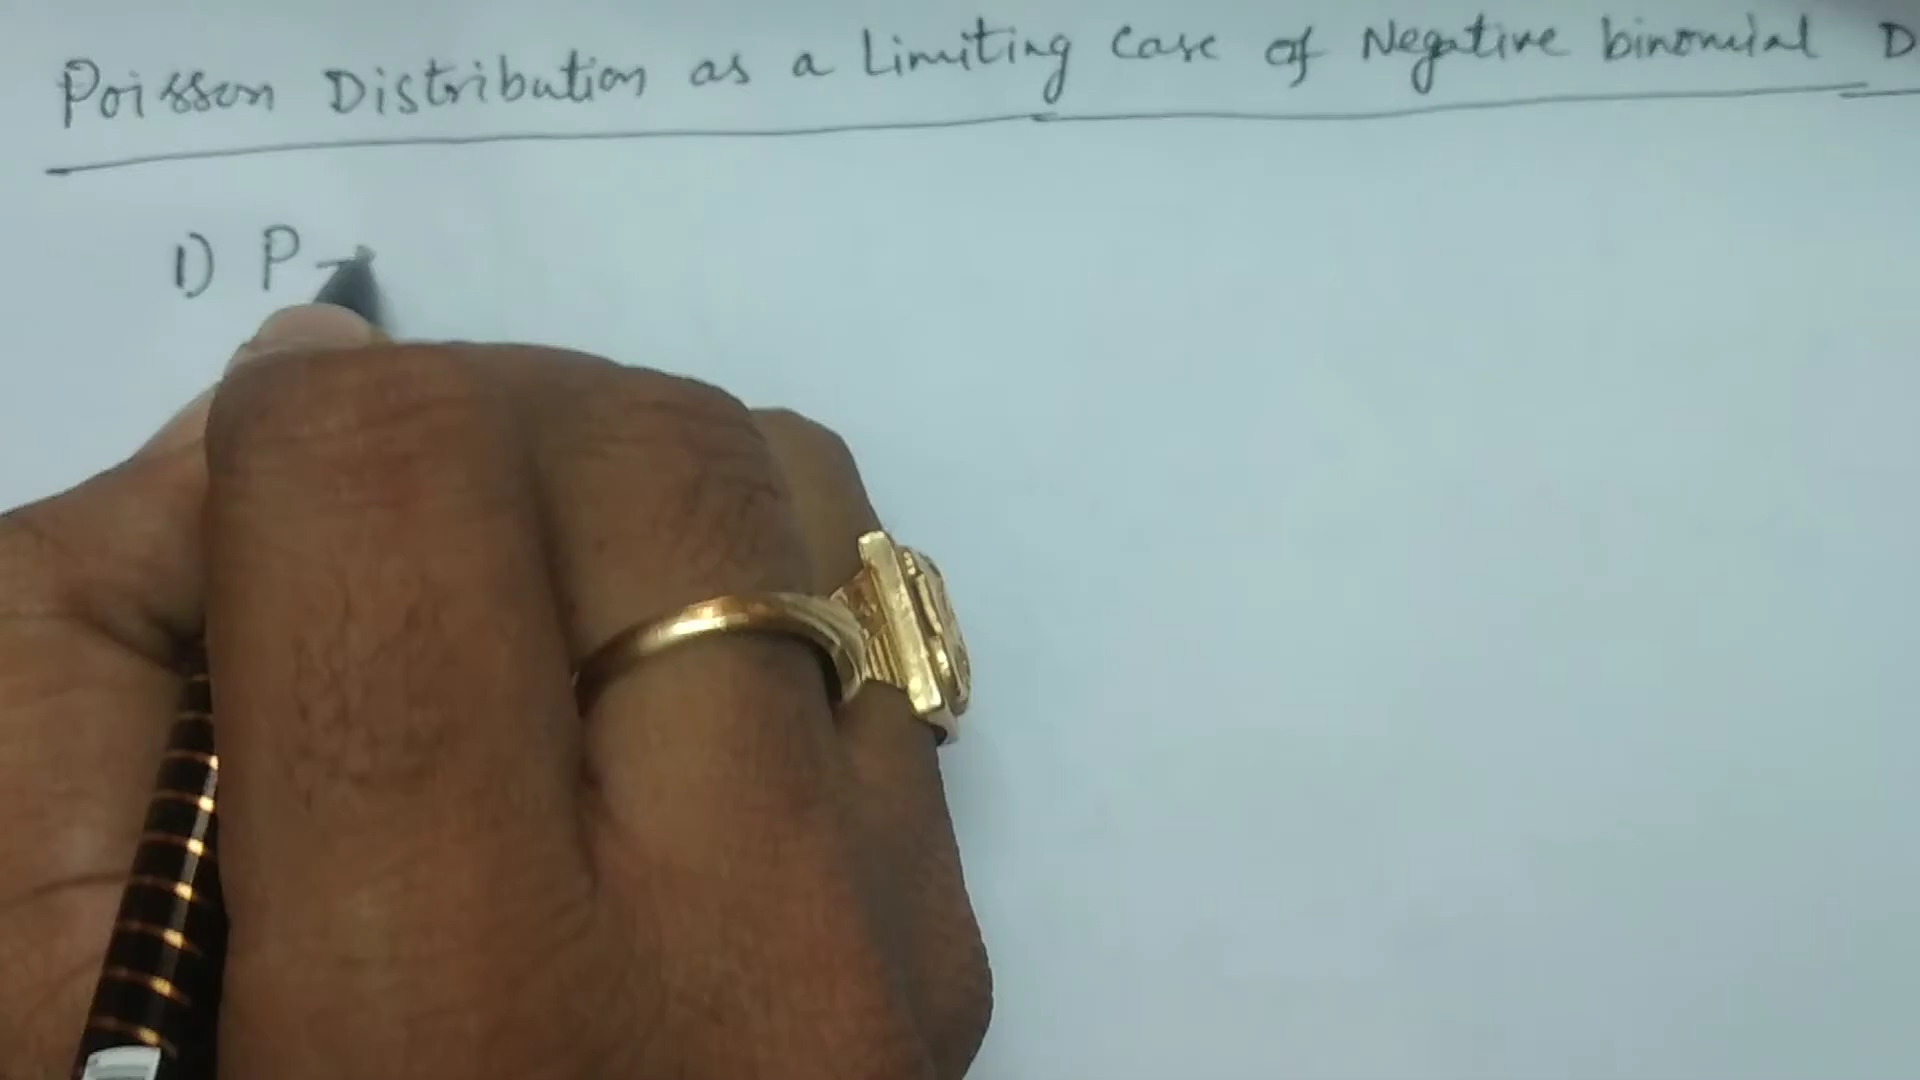 Poisson Distribution as a Limiting Case of Negative binomial D
1) P →